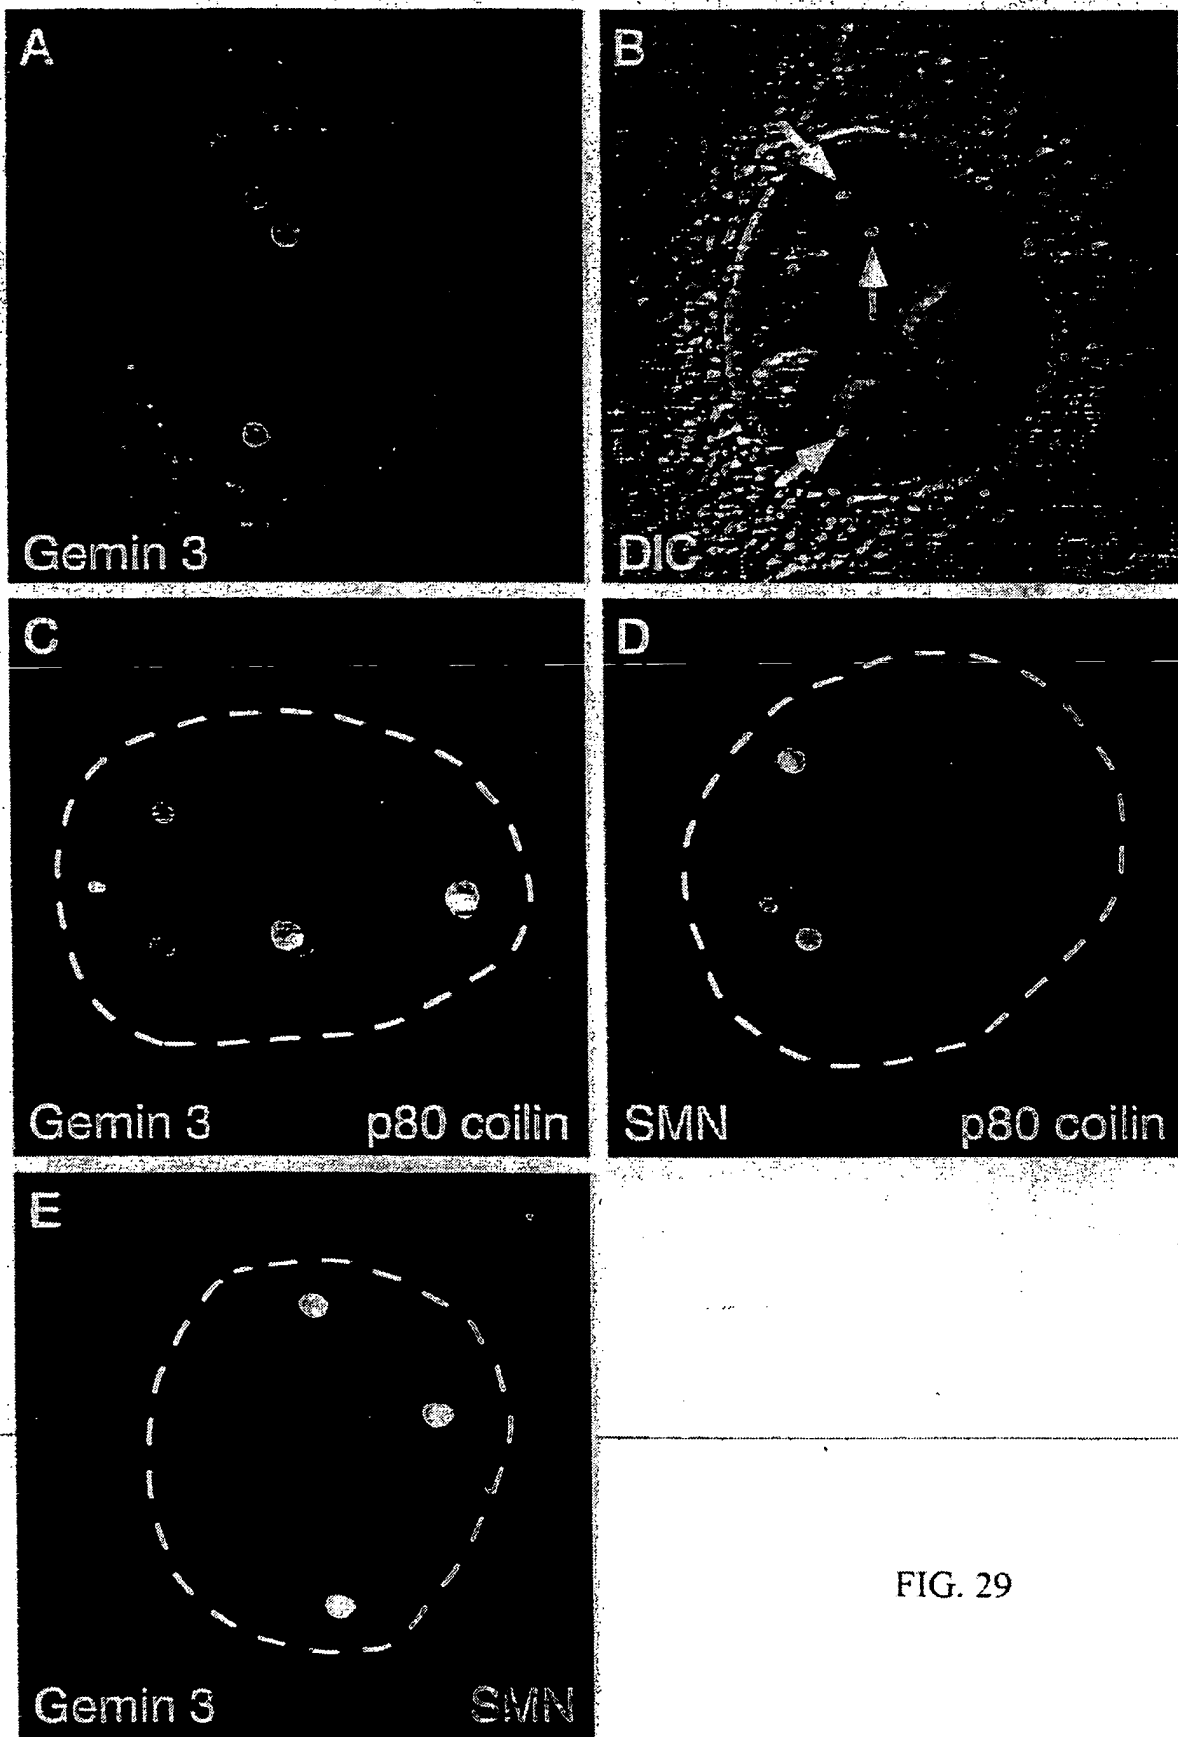 A
B
Gemin 3
DIC
C
D
Gemin 3 p80 coilin
SMN p80 coilin
E
FIG. 29
Gemin 3 SMN